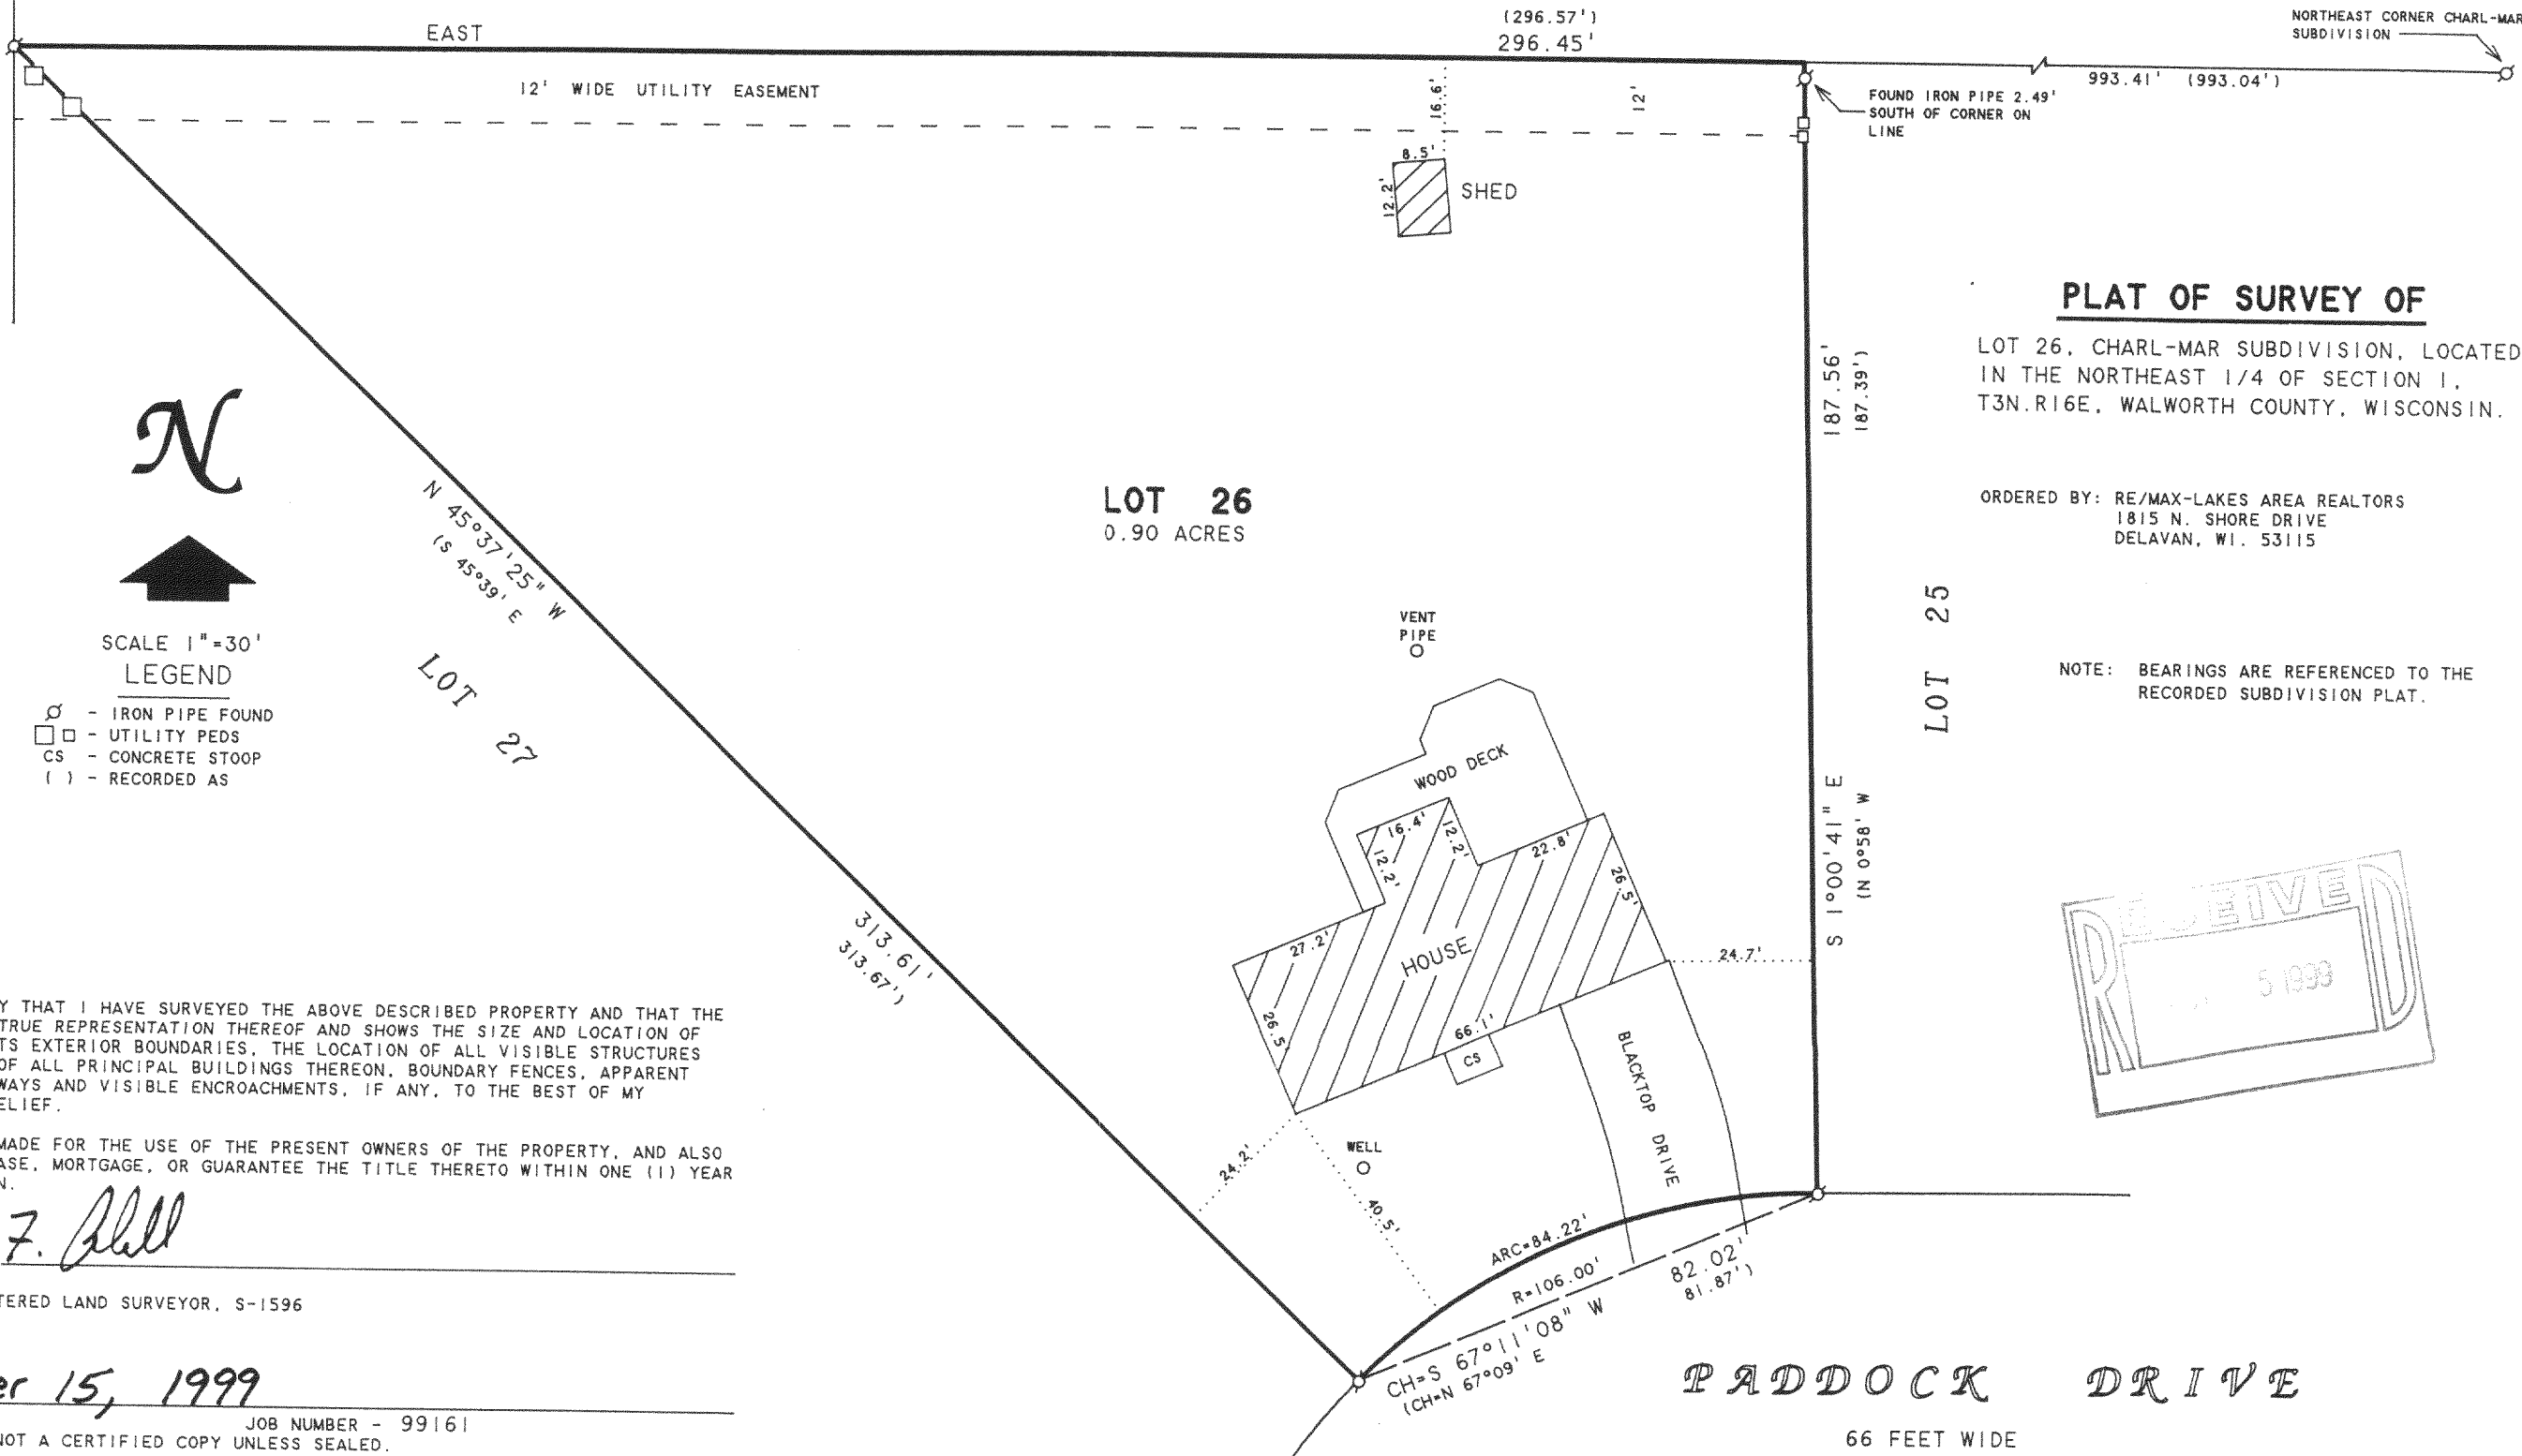 EAST
(296.57')
296.45'
NORTHEAST CORNER CHARL-MAR
SUBDIVISION
993.41' (993.04')
12' WIDE UTILITY EASEMENT
16.6'
12'
FOUND IRON PIPE 2.49'
SOUTH OF CORNER ON
LINE
8.5'
12.2'
SHED
PLAT OF SURVEY OF
LOT 26, CHARL-MAR SUBDIVISION, LOCATED
IN THE NORTHEAST 1/4 OF SECTION 1,
T3N.R16E, WALWORTH COUNTY, WISCONSIN.
187.56'
187.39')
N
SCALE 1"=30'
LEGEND
- IRON PIPE FOUND
- UTILITY PEDS
CS - CONCRETE STOOP
( ) - RECORDED AS
N 45°37'25" W
(S 45°39' E
LOT 27
LOT 26
0.90 ACRES
ORDERED BY: RE/MAX-LAKES AREA REALTORS
1815 N. SHORE DRIVE
DELAVAN, WI. 53115
LOT 25
NOTE: BEARINGS ARE REFERENCED TO THE
RECORDED SUBDIVISION PLAT.
VENT
PIPE
WOOD DECK
16.4'
12.2'
12.2'
22.8'
26.5'
27.2'
HOUSE
26.5'
66.1'
CS
24.7'
S 1°00'41" E
(N 0°58' W
313.61'
313.67')
BLACKTOP DRIVE
WELL
24.2'
40.5'
ARC=84.22'
R=106.00'
82.02'
81.87')
CH=S 67°11'08" W
(CH=N 67°09' E
PADDOCK DRIVE
66 FEET WIDE
RECEIVED
5 1999
Y THAT I HAVE SURVEYED THE ABOVE DESCRIBED PROPERTY AND THAT THE
TRUE REPRESENTATION THEREOF AND SHOWS THE SIZE AND LOCATION OF
TS EXTERIOR BOUNDARIES, THE LOCATION OF ALL VISIBLE STRUCTURES
OF ALL PRINCIPAL BUILDINGS THEREON, BOUNDARY FENCES, APPARENT
WAYS AND VISIBLE ENCROACHMENTS, IF ANY, TO THE BEST OF MY
ELIEF.
MADE FOR THE USE OF THE PRESENT OWNERS OF THE PROPERTY, AND ALSO
ASE, MORTGAGE, OR GUARANTEE THE TITLE THERETO WITHIN ONE (1) YEAR
N.
F.
TERED LAND SURVEYOR, S-1596
er 15, 1999
JOB NUMBER - 99161
NOT A CERTIFIED COPY UNLESS SEALED.